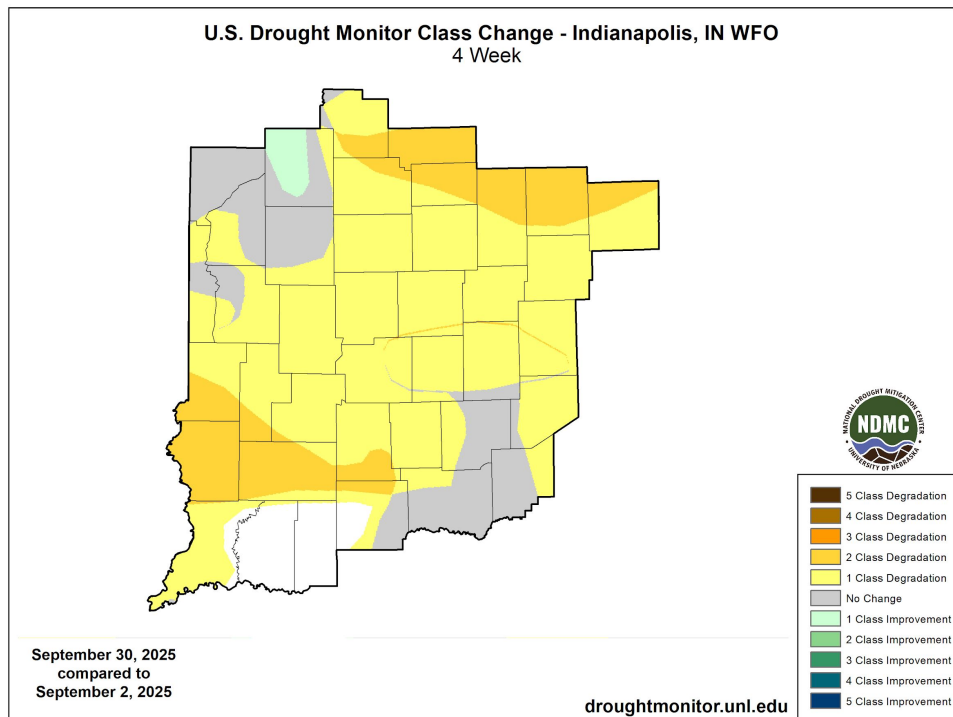 U.S. Drought Monitor Class Change - Indianapolis, IN WFO
4 Week
NATIONAL DROUGHT MITIGATION CENTER
NDMC
UNIVERSITY OF NEBRASKA
5 Class Degradation
4 Class Degradation
3 Class Degradation
2 Class Degradation
1 Class Degradation
No Change
1 Class Improvement
2 Class Improvement
3 Class Improvement
4 Class Improvement
5 Class Improvement
September 30, 2025
compared to
September 2, 2025
droughtmonitor.unl.edu